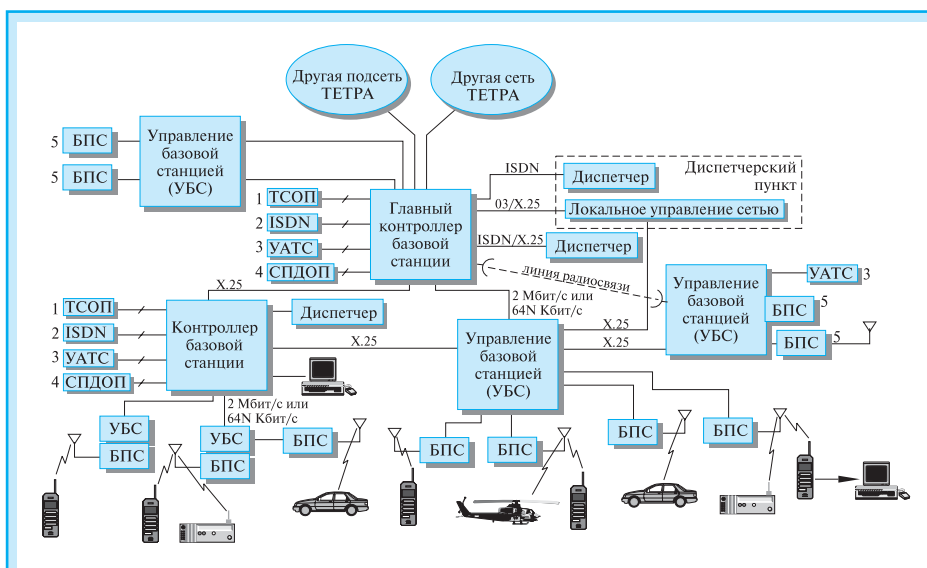 Другая подсеть
ТЕТРА
Другая сеть
ТЕТРА
5 БПС
5 БПС
Управление
базовой
станцией
(УБС)
1 ТСОП
2 ISDN
3 УАТС
4 СПДОП
Главный
контроллер
базовой
станции
ISDN
03/X.25
ISDN/X.25
Диспетчерский
пункт
Диспетчер
Локальное управление сетью
Диспетчер
линия радиосвязи
Управление
базовой
станцией
(УБС)
УАТС 3
БПС 5
БПС 5
X.25
1 ТСОП
2 ISDN
3 УАТС
4 СПДОП
Контроллер
базовой
станции
Диспетчер
X.25
2 Мбит/с или
64N Кбит/с
Управление
базовой
станцией
(УБС)
X.25
X.25
2 Мбит/с или
64N Кбит/с
УБС
БПС
УБС
БПС
БПС
БПС
БПС
БПС
БПС